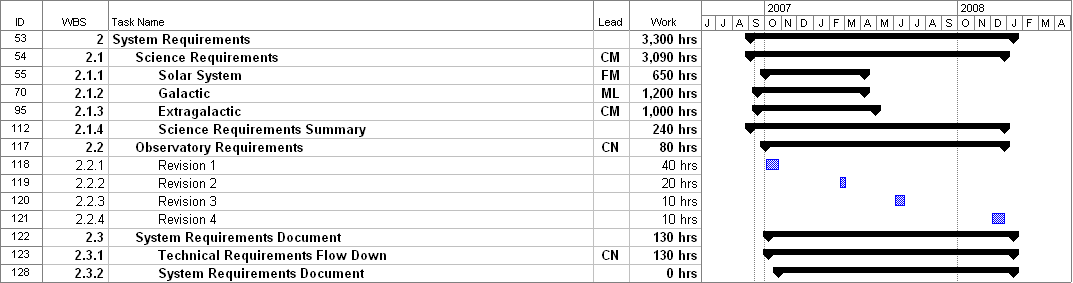 2007 2008
ID WBS Task Name Lead Work J J A S O N D J F M A M J J A S O N D J F M A
53 2 System Requirements 3,300 hrs
54 2.1 Science Requirements CM 3,090 hrs
55 2.1.1 Solar System FM 650 hrs
70 2.1.2 Galactic ML 1,200 hrs
95 2.1.3 Extragalactic CM 1,000 hrs
112 2.1.4 Science Requirements Summary 240 hrs
117 2.2 Observatory Requirements CN 80 hrs
118 2.2.1 Revision 1 40 hrs
119 2.2.2 Revision 2 20 hrs
120 2.2.3 Revision 3 10 hrs
121 2.2.4 Revision 4 10 hrs
122 2.3 System Requirements Document 130 hrs
123 2.3.1 Technical Requirements Flow Down CN 130 hrs
128 2.3.2 System Requirements Document 0 hrs